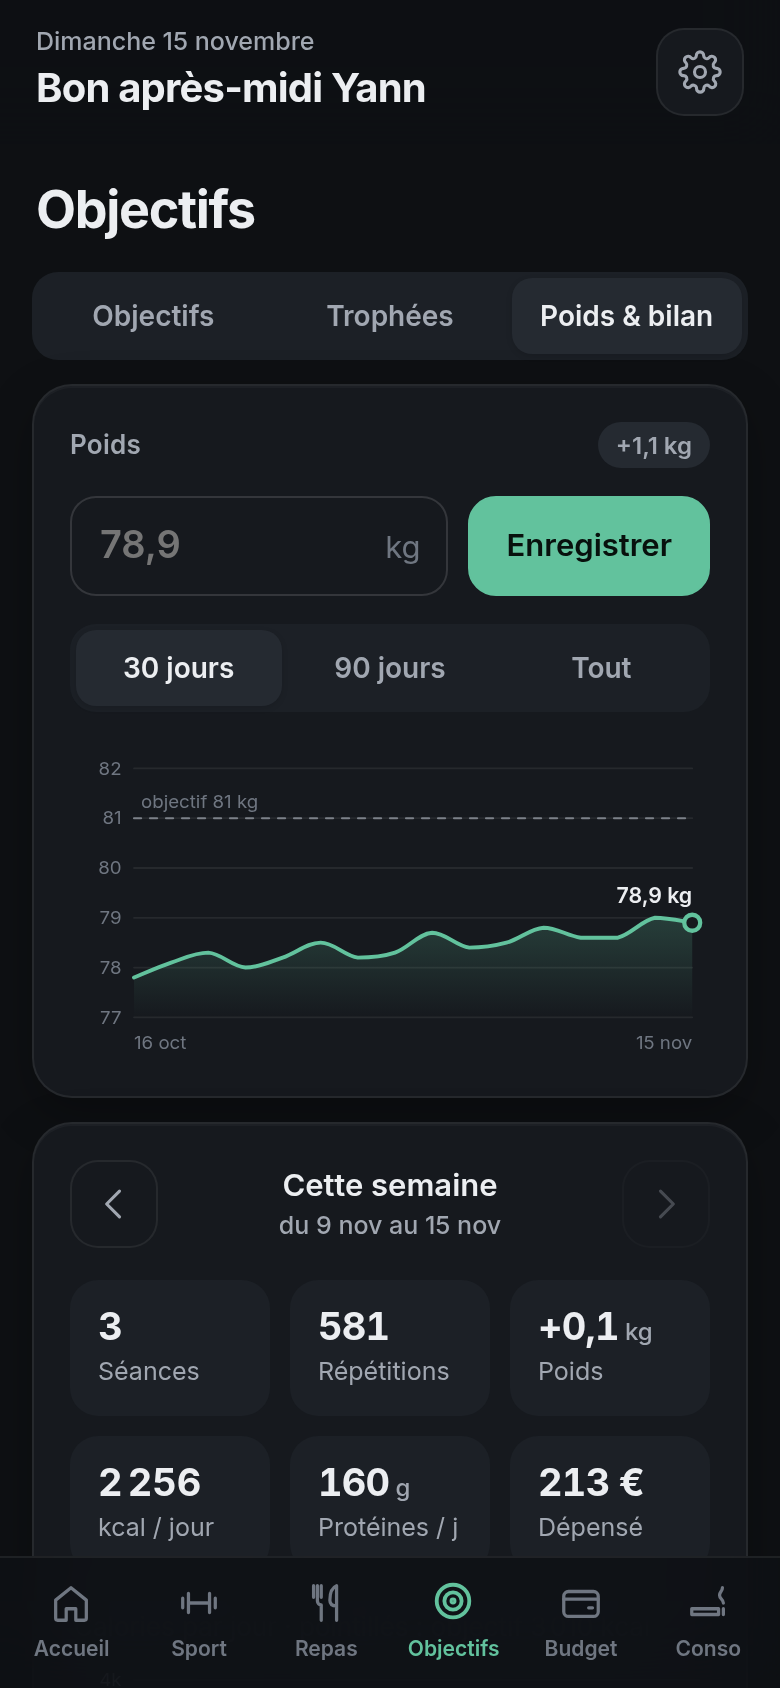 Dimanche 15 novembre
Bon après-midi Yann
Objectifs
Objectifs Trophées Poids & bilan
Poids +1,1 kg
78,9 kg Enregistrer
30 jours 90 jours Tout
82
objectif 81 kg
81
80
78,9 kg
79
78
77
16 oct 15 nov
Cette semaine
du 9 nov au 15 nov
3 581 +0,1 kg
Séances Répétitions Poids
2 256 160 g 213 €
kcal / jour Protéines / j Dépensé
Accueil Sport Repas Objectifs Budget Conso